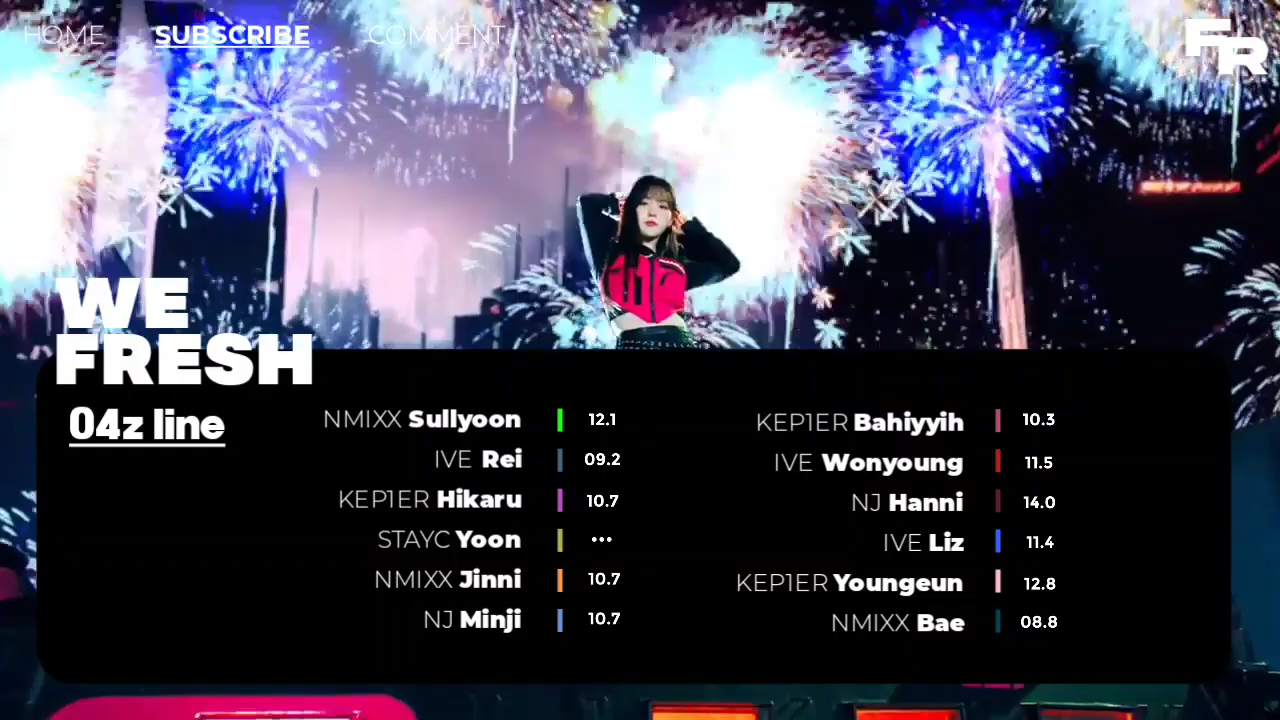 HOME SUBSCRIBE COMMENT
FR
WE
FRESH
04z line
NMIXX Sullyoon 12.1
IVE Rei 09.2
KEP1ER Hikaru 10.7
STAYC Yoon ...
NMIXX Jinni 10.7
NJ Minji 10.7
KEP1ER Bahiyyih 10.3
IVE Wonyoung 11.5
NJ Hanni 14.0
IVE Liz 11.4
KEP1ER Youngeun 12.8
NMIXX Bae 08.8